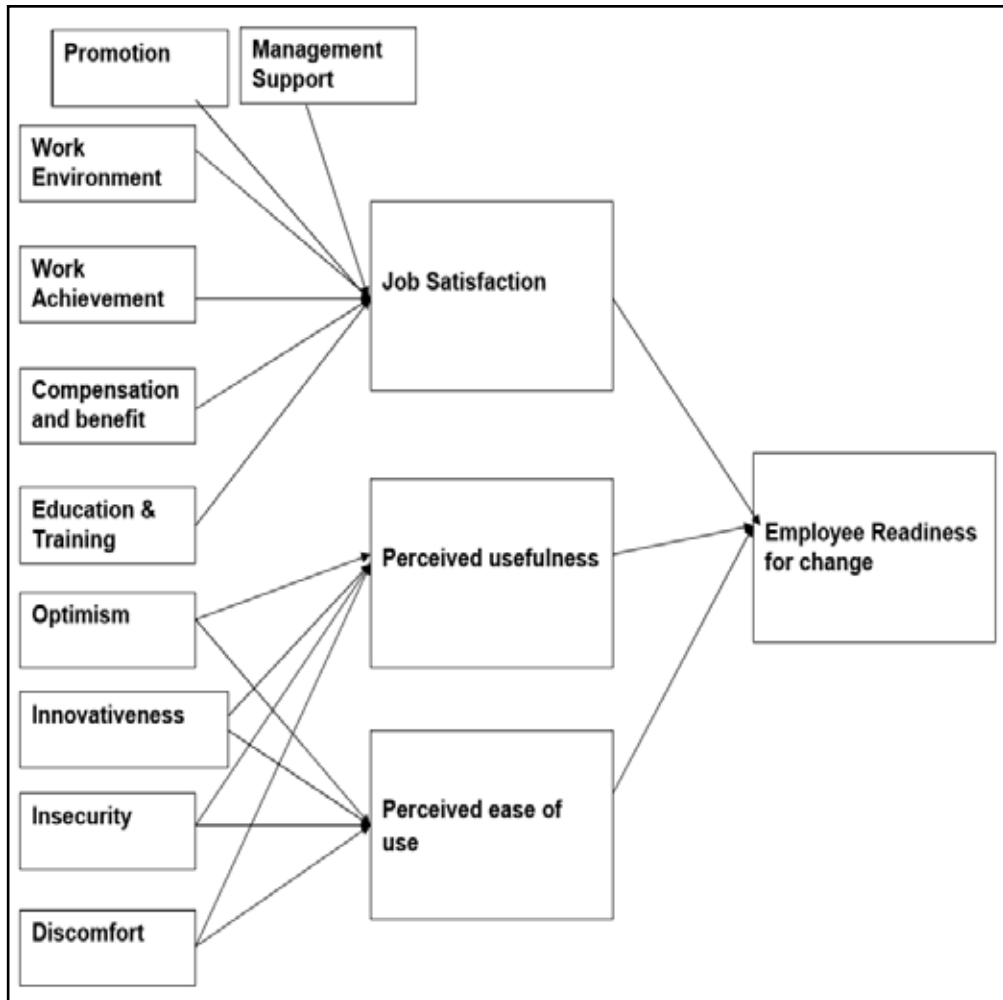 Promotion
Management
Support
Work
Environment
Work
Achievement
Job Satisfaction
Compensation
and benefit
Education &
Training
Perceived usefulness
Employee Readiness
for change
Optimism
Innovativeness
Insecurity
Perceived ease of
use
Discomfort